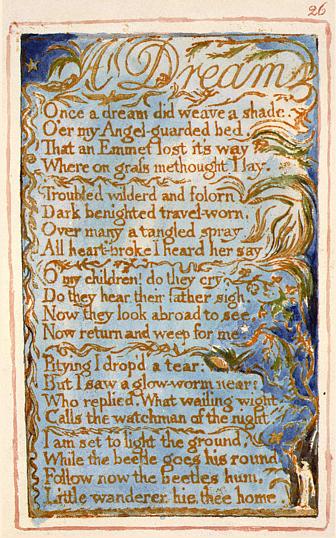 26
A Dream
Once a dream did weave a shade.
O'er my Angel-guarded bed.
That an Emmet lost its way
Where on grass methought I lay.
Troubled wilderd and folorn
Dark benighted travel-worn,
Over many a tangled spray
All heart-broke I heard her say.
O my children! do they cry,
Do they hear their father sigh.
Now they look abroad to see,
Now return and weep for me.
Pitying I drop'd a tear:
But I saw a glow-worm near:
Who replied. What wailing wight
Calls the watchman of the night.
I am set to light the ground,
While the beetle goes his round:
Follow now the beetles hum,
Little wanderer hie thee home.